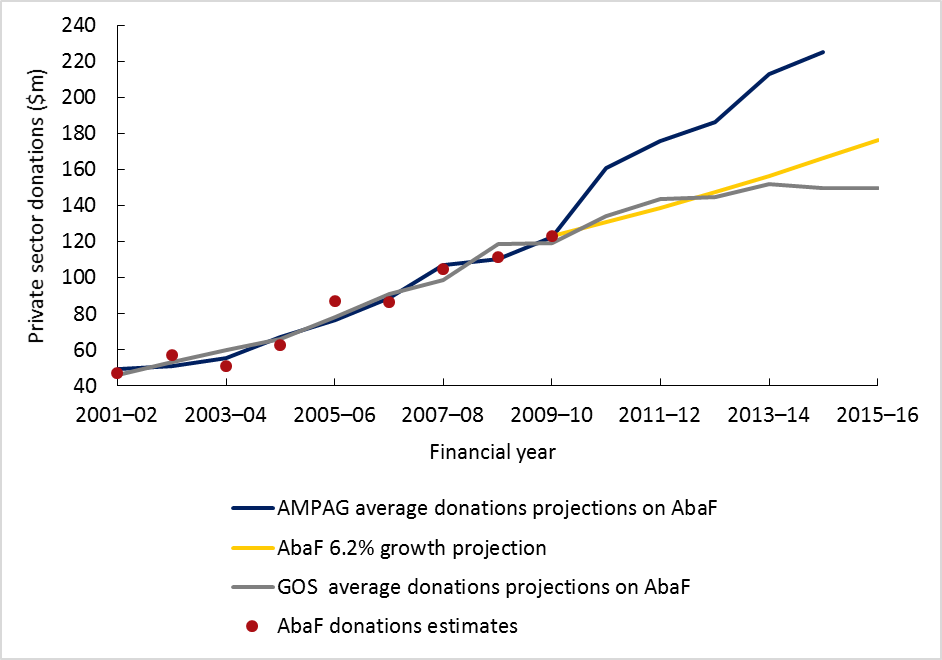 240
220
200
180
160
140
120
100
80
60
40
Private sector donations ($m)
2001–02 2003–04 2005–06 2007–08 2009–10 2011–12 2013–14 2015–16
Financial year
AMPAG average donations projections on AbaF
AbaF 6.2% growth projection
GOS  average donations projections on AbaF
AbaF donations estimates